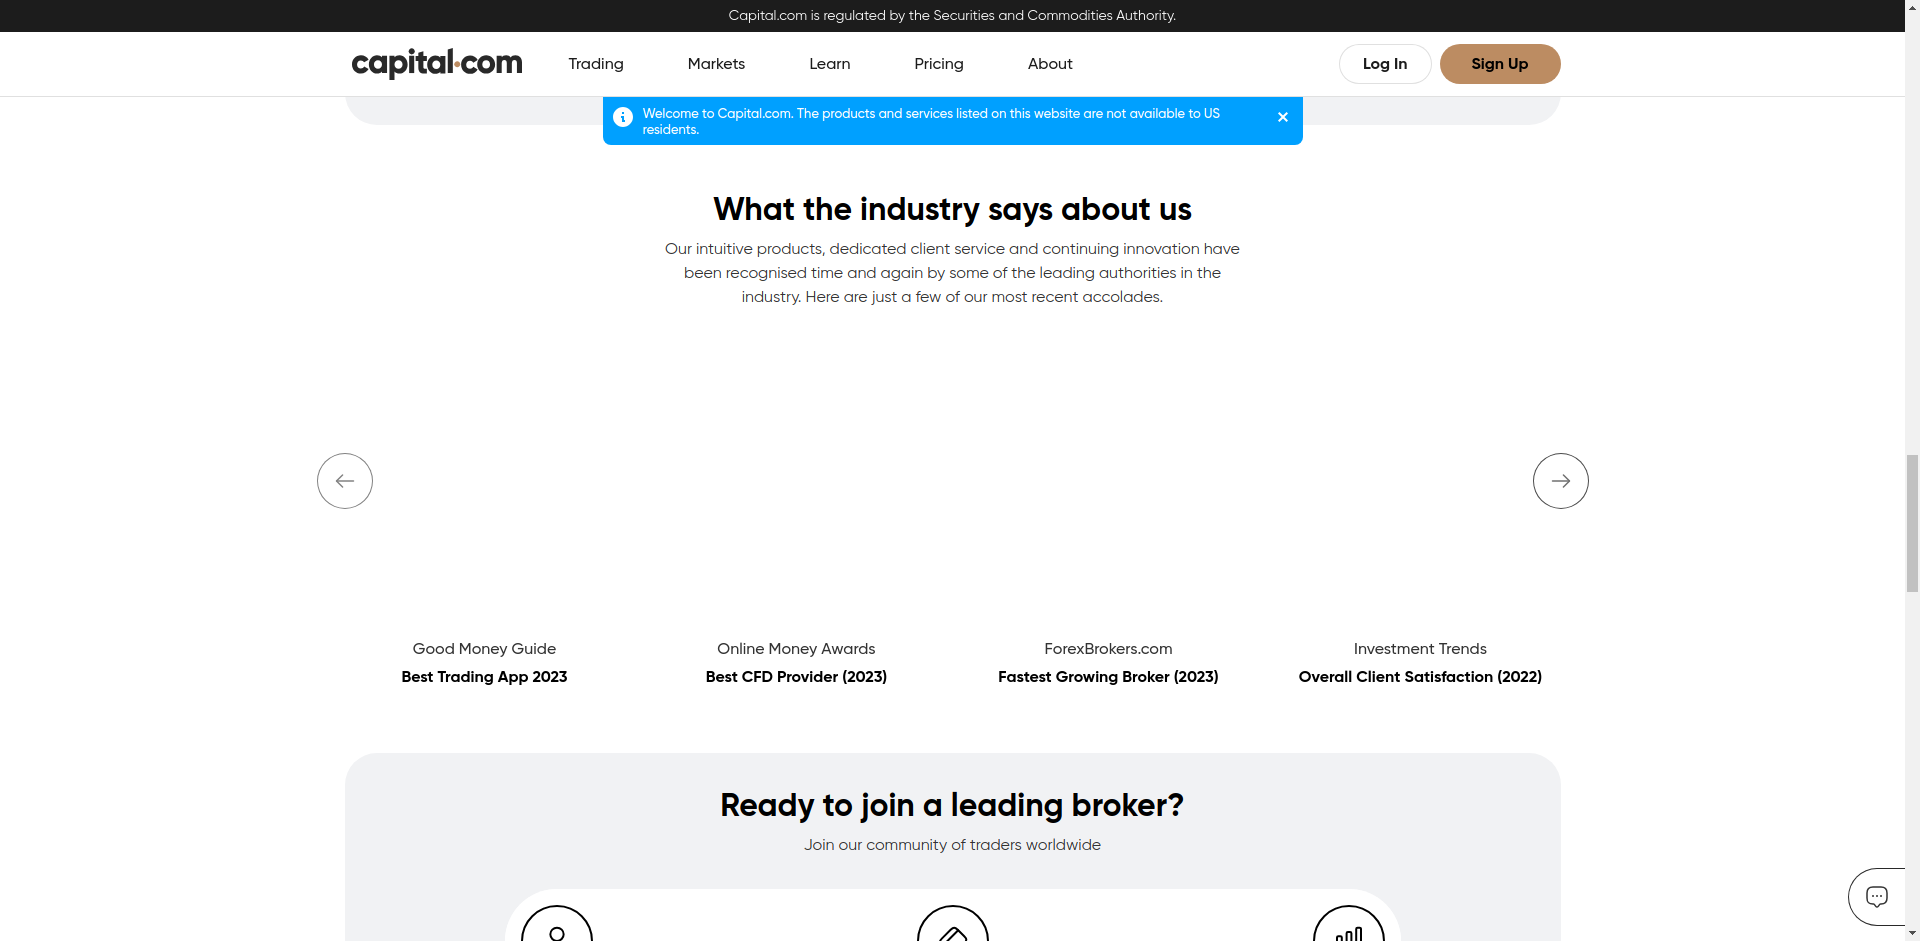 Capital.com is regulated by the Securities and Commodities Authority.
capital.com Trading Markets Learn Pricing About Log In Sign Up
Welcome to Capital.com. The products and services listed on this website are not available to US
residents.
What the industry says about us
Our intuitive products, dedicated client service and continuing innovation have
been recognised time and again by some of the leading authorities in the
industry. Here are just a few of our most recent accolades.
Good Money Guide
Best Trading App 2023
Online Money Awards
Best CFD Provider (2023)
ForexBrokers.com
Fastest Growing Broker (2023)
Investment Trends
Overall Client Satisfaction (2022)
Ready to join a leading broker?
Join our community of traders worldwide